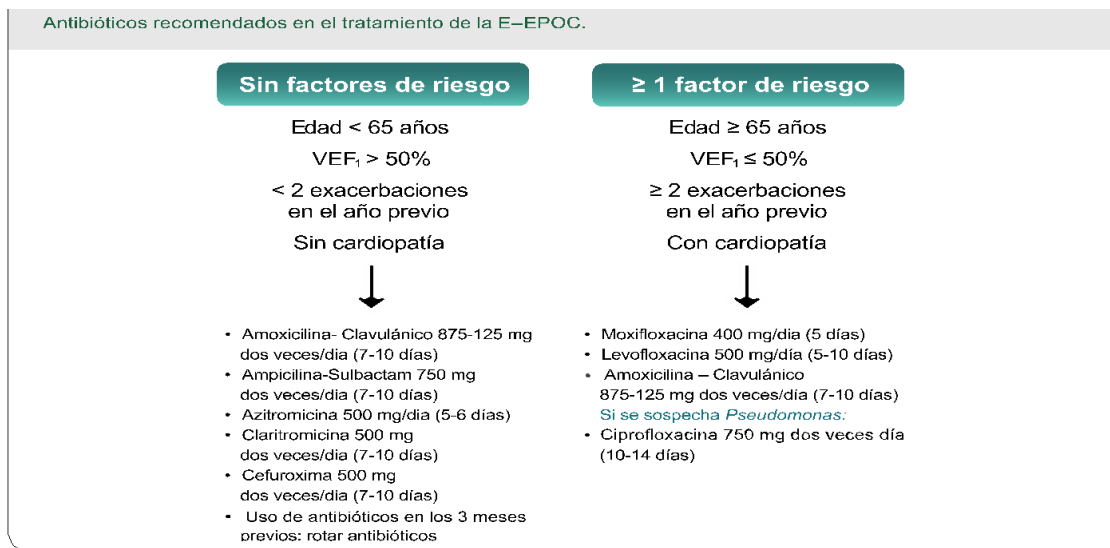 Antibióticos recomendados en el tratamiento de la E–EPOC.
Sin factores de riesgo
Edad < 65 años
VEF₁ > 50%
< 2 exacerbaciones
en el año previo
Sin cardiopatía
• Amoxicilina- Clavulánico 875-125 mg
dos veces/dia (7-10 días)
• Ampicilina-Sulbactam 750 mg
dos veces/dia (7-10 días)
• Azitromicina 500 mg/dia (5-6 días)
• Claritromicina 500 mg
dos veces/dia (7-10 días)
• Cefuroxima 500 mg
dos veces/dia (7-10 días)
• Uso de antibióticos en los 3 meses
previos: rotar antibióticos
≥ 1 factor de riesgo
Edad ≥ 65 años
VEF₁ ≤ 50%
≥ 2 exacerbaciones
en el año previo
Con cardiopatía
• Moxifloxacina 400 mg/dia (5 días)
• Levofloxacina 500 mg/día (5-10 días)
• Amoxicilina – Clavulánico
875-125 mg dos veces/día (7-10 días)
Si se sospecha Pseudomonas:
• Ciprofloxacina 750 mg dos veces día
(10-14 días)